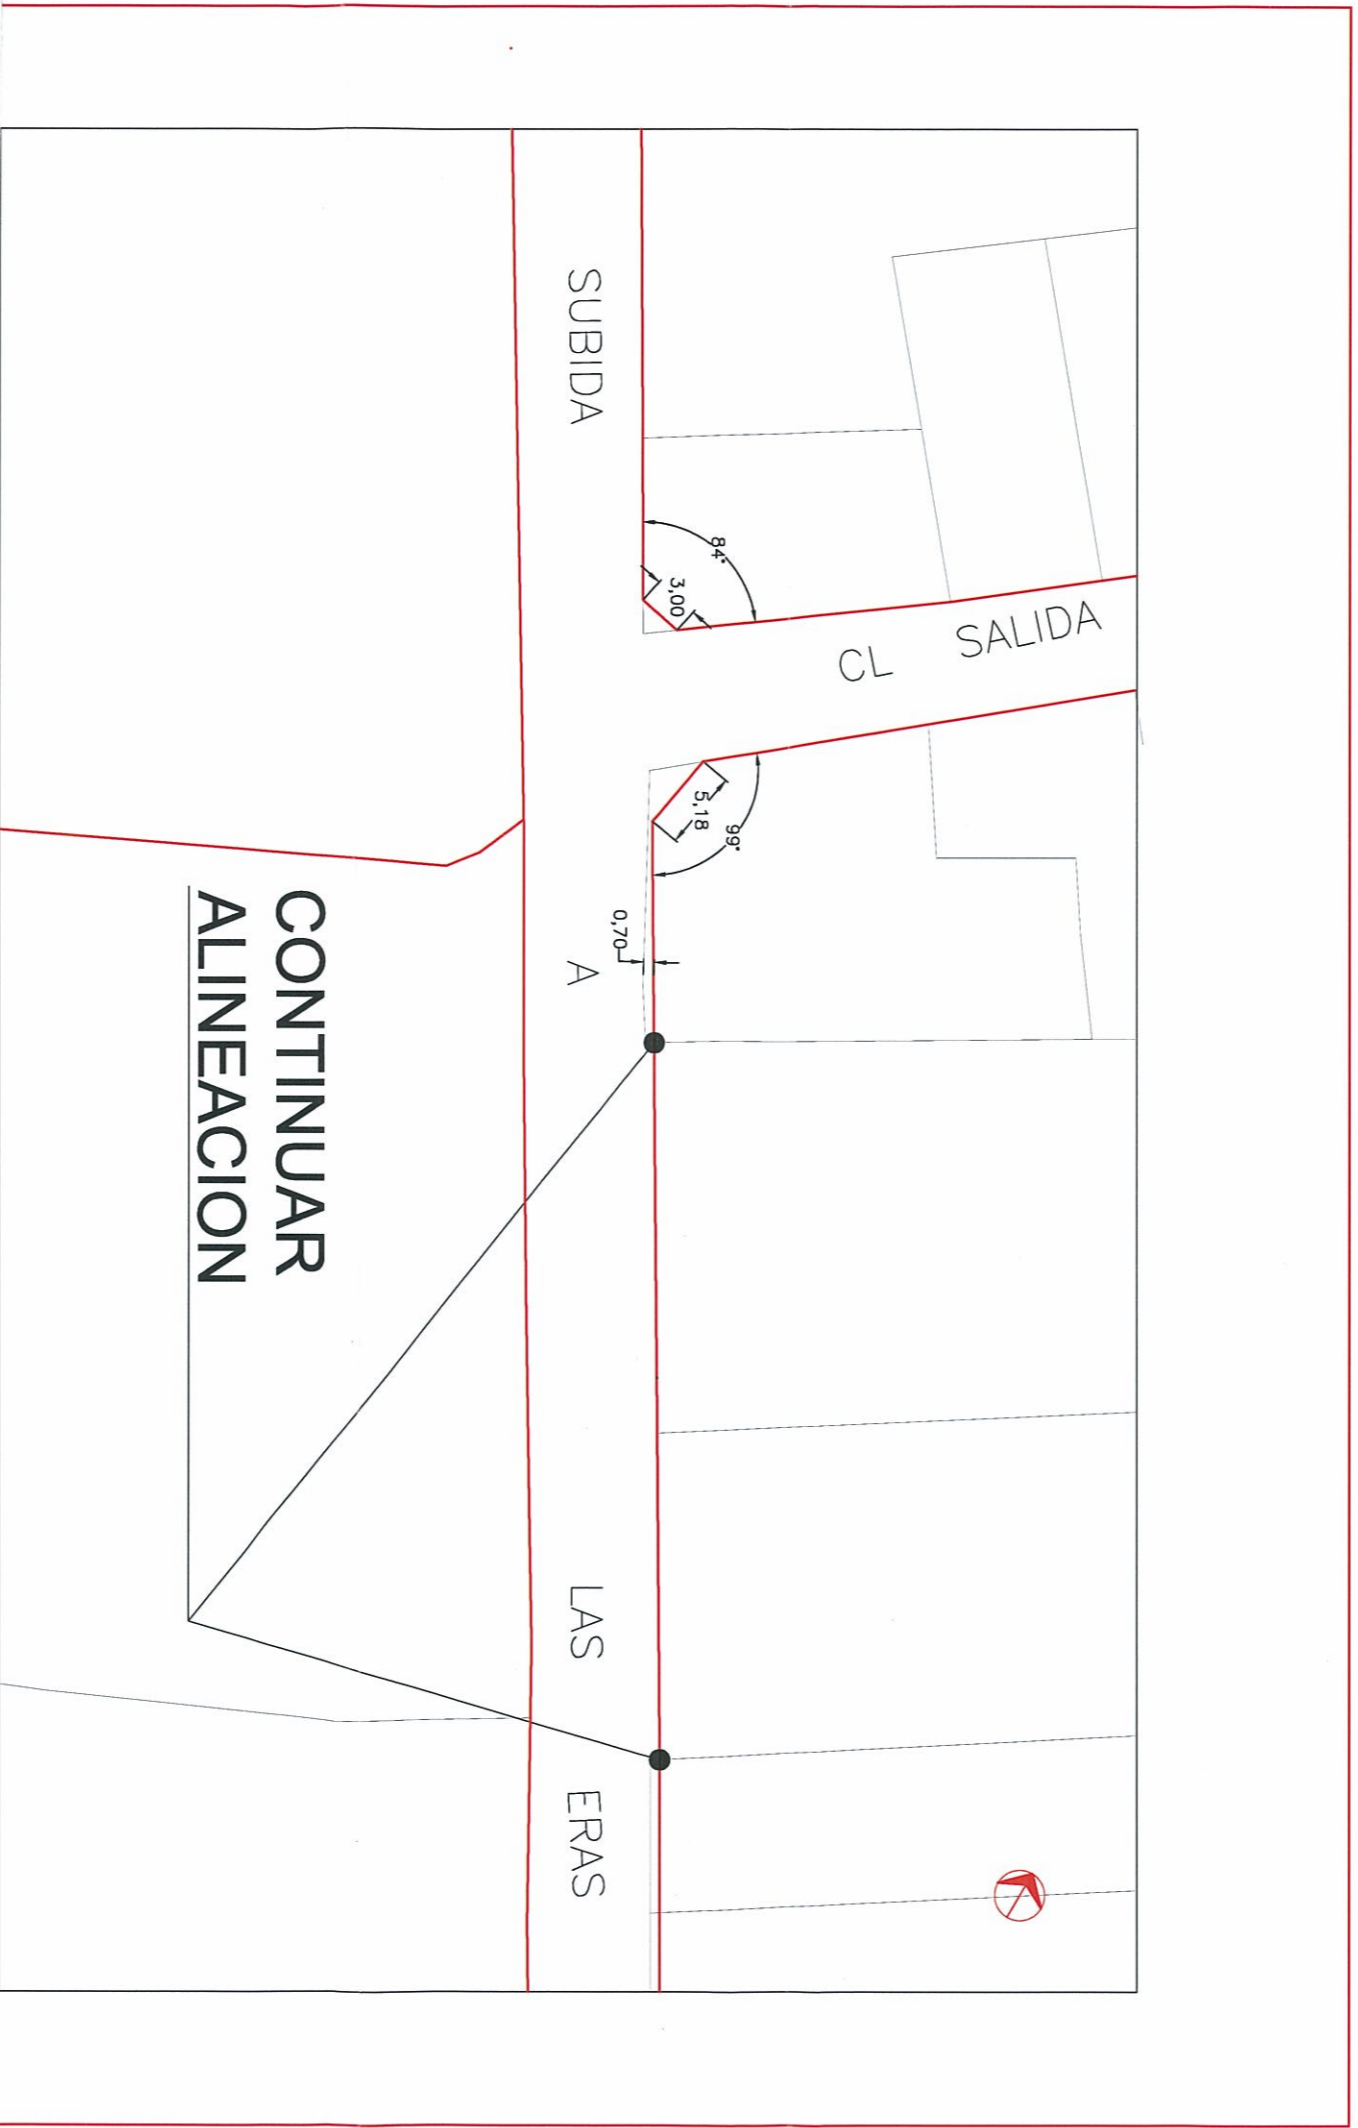 CL SALIDA
84°
3,00
5,18
99°
0,70
SUBIDA A LAS ERAS
CONTINUAR
ALINEACION